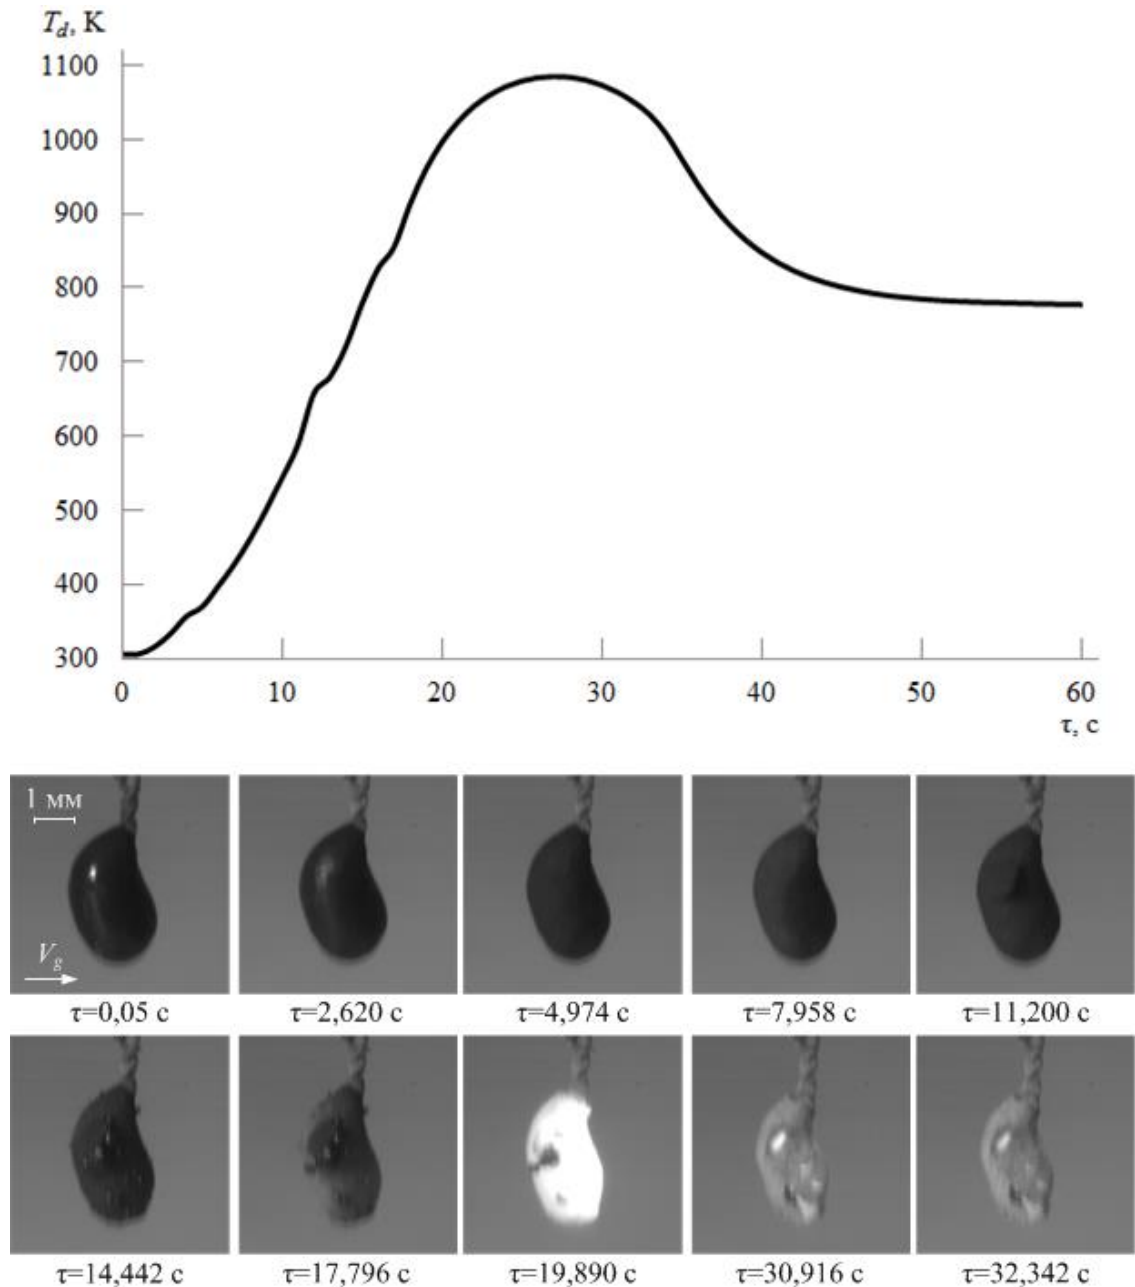 T_d, K
1100
1000
900
800
700
600
500
400
300
0 10 20 30 40 50 60
τ, с
1 мм
V_g
τ=0,05 с τ=2,620 с τ=4,974 с τ=7,958 с τ=11,200 с
τ=14,442 с τ=17,796 с τ=19,890 с τ=30,916 с τ=32,342 с